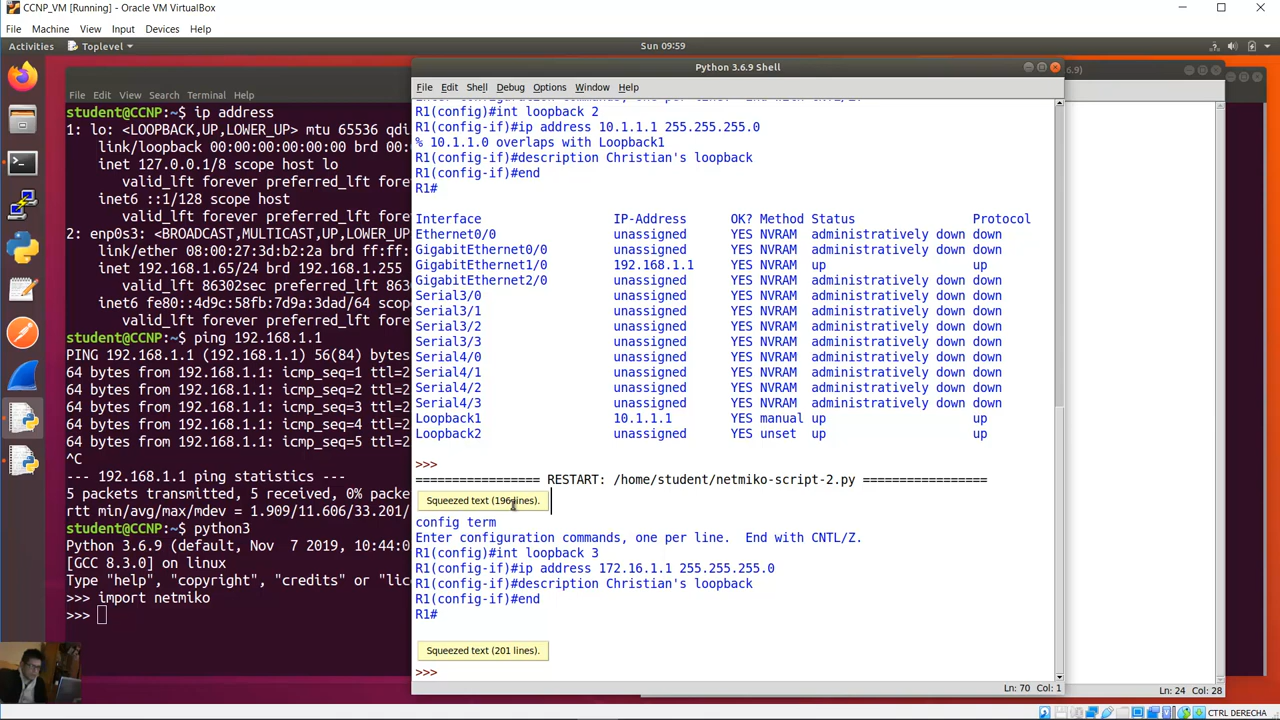 CCNP_VM [Running] - Oracle VM VirtualBox
File Machine View Input Devices Help
Activities Toplevel Sun 09:59
File Edit View Search Terminal Help
student@CCNP:~$ ip address
1: lo: <LOOPBACK,UP,LOWER_UP> mtu 65536 qdi
link/loopback 00:00:00:00:00:00 brd 00:
inet 127.0.0.1/8 scope host lo
valid_lft forever preferred_lft fore
inet6 ::1/128 scope host
valid_lft forever preferred_lft fore
2: enp0s3: <BROADCAST,MULTICAST,UP,LOWER_UP
link/ether 08:00:27:3d:b2:2a brd ff:ff:
inet 192.168.1.65/24 brd 192.168.1.255
valid_lft 86302sec preferred_lft 863
inet6 fe80::4d9c:58fb:7d9a:3dad/64 scop
valid_lft forever preferred_lft fore
student@CCNP:~$ ping 192.168.1.1
PING 192.168.1.1 (192.168.1.1) 56(84) bytes
64 bytes from 192.168.1.1: icmp_seq=1 ttl=2
64 bytes from 192.168.1.1: icmp_seq=2 ttl=2
64 bytes from 192.168.1.1: icmp_seq=3 ttl=2
64 bytes from 192.168.1.1: icmp_seq=4 ttl=2
64 bytes from 192.168.1.1: icmp_seq=5 ttl=2
^C
--- 192.168.1.1 ping statistics ---
5 packets transmitted, 5 received, 0% packe
rtt min/avg/max/mdev = 1.909/11.606/33.201/
student@CCNP:~$ python3
Python 3.6.9 (default, Nov  7 2019, 10:44:0
[GCC 8.3.0] on linux
Type "help", "copyright", "credits" or "lic
>>> import netmiko
>>>
Python 3.6.9 Shell
File Edit Shell Debug Options Window Help
R1(config)#int loopback 2
R1(config-if)#ip address 10.1.1.1 255.255.255.0
% 10.1.1.0 overlaps with Loopback1
R1(config-if)#description Christian's loopback
R1(config-if)#end
R1#
Interface IP-Address OK? Method Status Protocol
Ethernet0/0 unassigned YES NVRAM administratively down down
GigabitEthernet0/0 unassigned YES NVRAM administratively down down
GigabitEthernet1/0 192.168.1.1 YES NVRAM up up
GigabitEthernet2/0 unassigned YES NVRAM administratively down down
Serial3/0 unassigned YES NVRAM administratively down down
Serial3/1 unassigned YES NVRAM administratively down down
Serial3/2 unassigned YES NVRAM administratively down down
Serial3/3 unassigned YES NVRAM administratively down down
Serial4/0 unassigned YES NVRAM administratively down down
Serial4/1 unassigned YES NVRAM administratively down down
Serial4/2 unassigned YES NVRAM administratively down down
Serial4/3 unassigned YES NVRAM administratively down down
Loopback1 10.1.1.1 YES manual up up
Loopback2 unassigned YES unset up up
>>>
================= RESTART: /home/student/netmiko-script-2.py =================
Squeezed text (196 lines).
config term
Enter configuration commands, one per line.  End with CNTL/Z.
R1(config)#int loopback 3
R1(config-if)#ip address 172.16.1.1 255.255.255.0
R1(config-if)#description Christian's loopback
R1(config-if)#end
R1#
Squeezed text (201 lines).
>>>
Ln: 70 Col: 1
.6.9)
Ln: 24 Col: 28
CTRL DERECHA